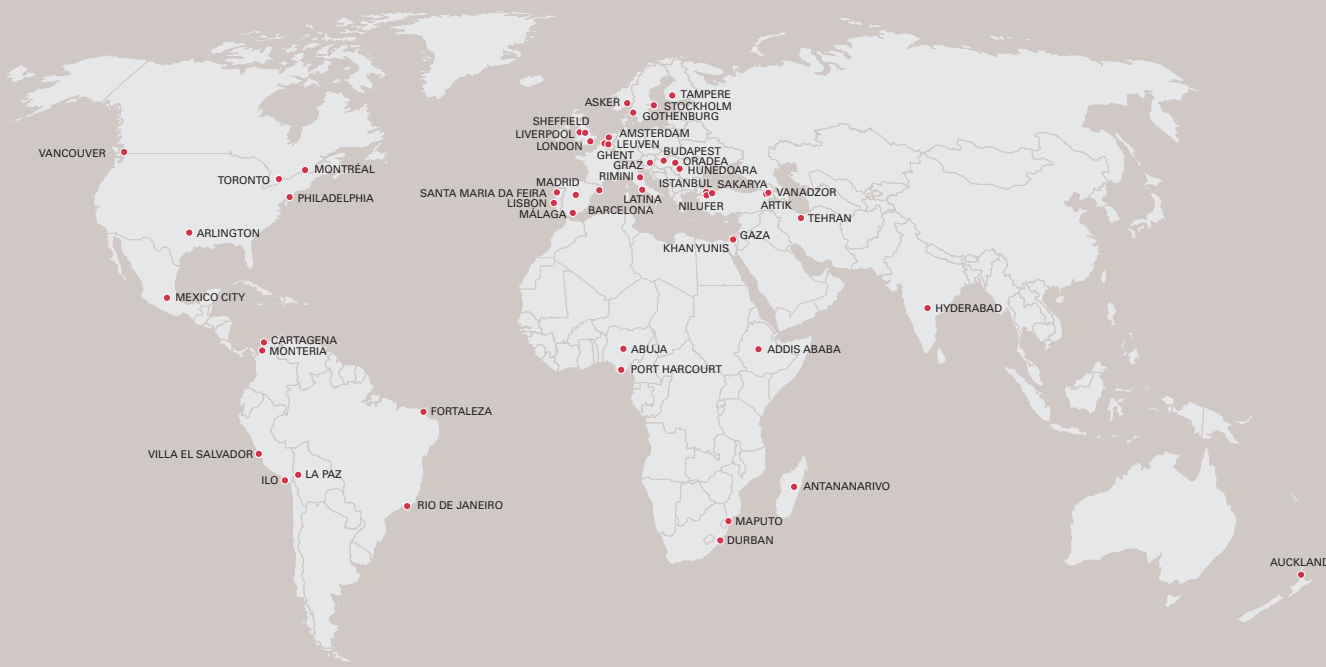 TAMPERE
ASKER
STOCKHOLM
GOTHENBURG
SHEFFIELD
LIVERPOOL
AMSTERDAM
LONDON
LEUVEN
VANCOUVER
GHENT
BUDAPEST
GRAZ
ORADEA
HUNEDOARA
MONTRÉAL
TORONTO
RIMINI
MADRID
ISTANBUL
SAKARYA
SANTA MARIA DA FEIRA
VANADZOR
PHILADELPHIA
LATINA
LISBON
NILUFER
ARTIK
MÁLAGA
BARCELONA
TEHRAN
ARLINGTON
GAZA
KHAN YUNIS
MEXICO CITY
HYDERABAD
CARTAGENA
MONTERIA
ABUJA
ADDIS ABABA
PORT HARCOURT
FORTALEZA
VILLA EL SALVADOR
LA PAZ
ILO
ANTANANARIVO
RIO DE JANEIRO
MAPUTO
DURBAN
AUCKLAND